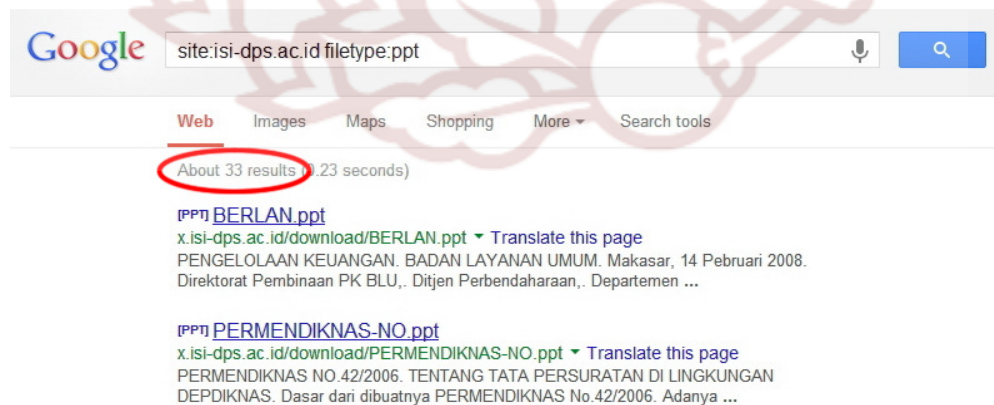 Google site:isi-dps.ac.id filetype:ppt
Web Images Maps Shopping More Search tools
About 33 results (0.23 seconds)
[PPT] BERLAN.ppt
x.isi-dps.ac.id/download/BERLAN.ppt Translate this page
PENGELOLAAN KEUANGAN. BADAN LAYANAN UMUM. Makasar, 14 Pebruari 2008.
Direktorat Pembinaan PK BLU,. Ditjen Perbendaharaan,. Departemen ...
[PPT] PERMENDIKNAS-NO.ppt
x.isi-dps.ac.id/download/PERMENDIKNAS-NO.ppt Translate this page
PERMENDIKNAS NO.42/2006. TENTANG TATA PERSURATAN DI LINGKUNGAN
DEPDIKNAS. Dasar dari dibuatnya PERMENDIKNAS No.42/2006. Adanya ...